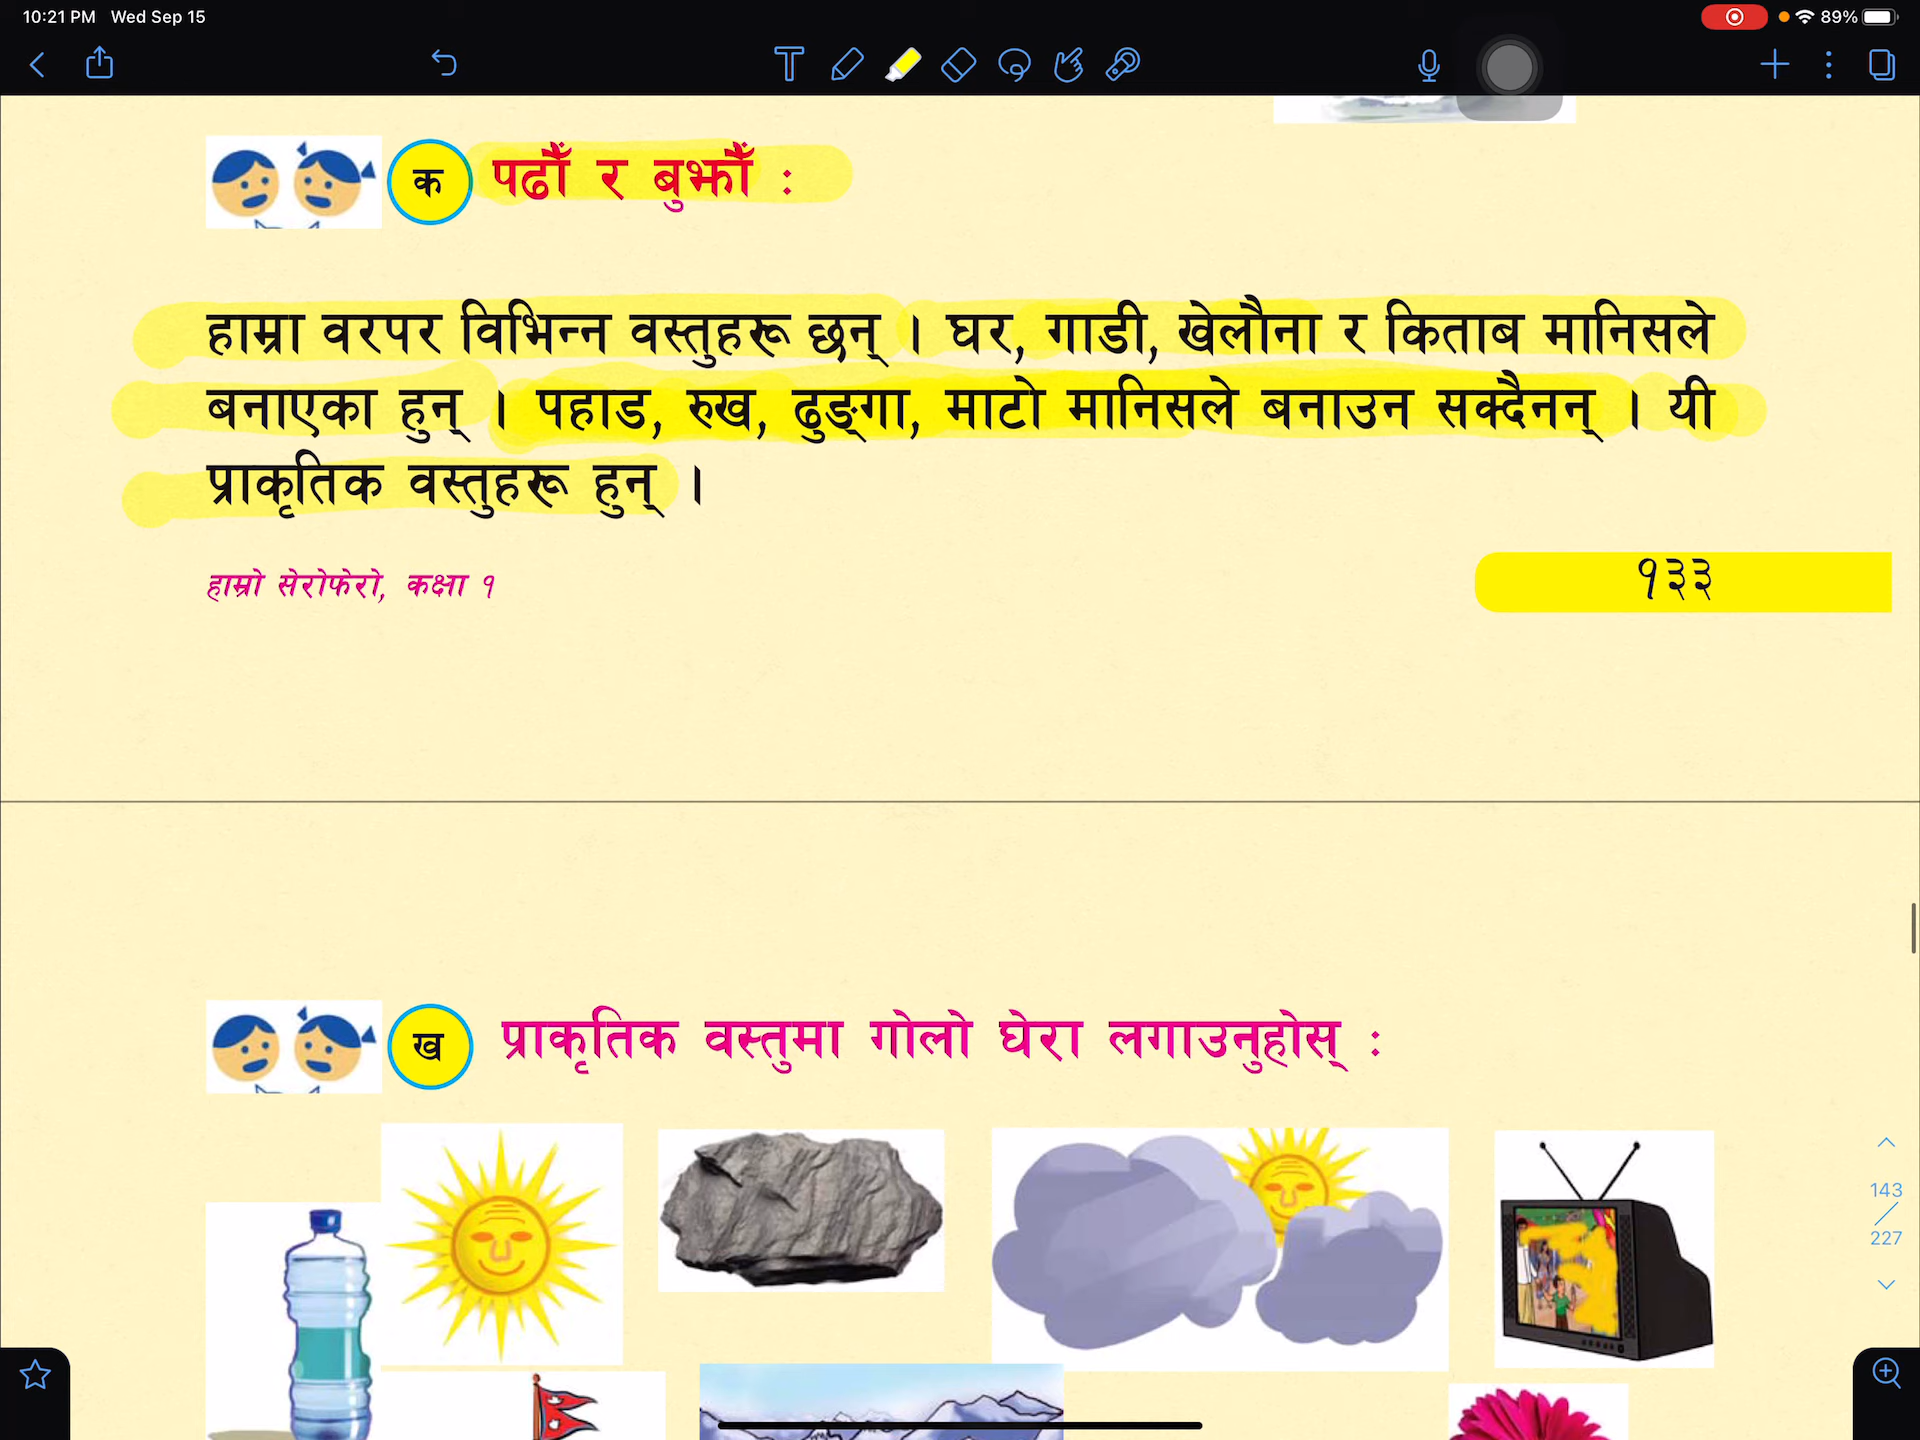 10:21 PM Wed Sep 15
89%
क पढौँ र बुझौँ :
हाम्रा वरपर विभिन्न वस्तुहरू छन् । घर, गाडी, खेलौना र किताब मानिसले
बनाएका हुन् । पहाड, रुख, ढुङ्गा, माटो मानिसले बनाउन सक्दैनन् । यी
प्राकृतिक वस्तुहरू हुन् ।
हाम्रो सेरोफेरो, कक्षा १
१३३
ख प्राकृतिक वस्तुमा गोलो घेरा लगाउनुहोस् :
143
227